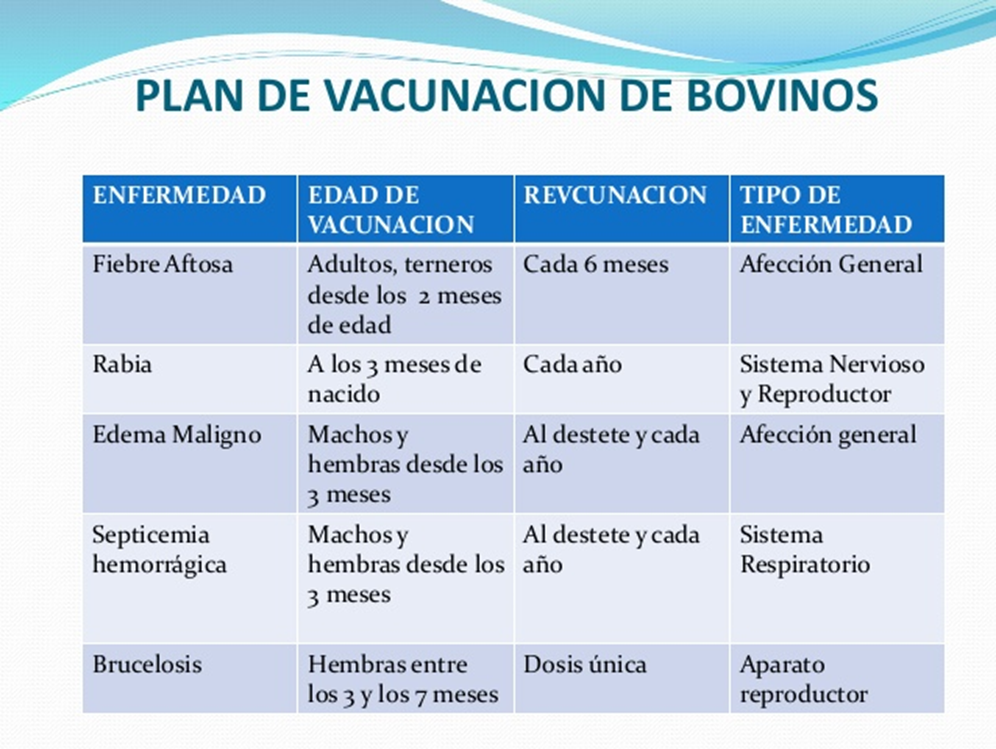 PLAN DE VACUNACION DE BOVINOS
ENFERMEDAD
EDAD DE
VACUNACION
REVCUNACION
TIPO DE
ENFERMEDAD
Fiebre Aftosa
Adultos, terneros
desde los 2 meses
de edad
Cada 6 meses
Afección General
Rabia
A los 3 meses de
nacido
Cada año
Sistema Nervioso
y Reproductor
Edema Maligno
Machos y
hembras desde los
3 meses
Al destete y cada
año
Afección general
Septicemia
hemorrágica
Machos y
hembras desde los
3 meses
Al destete y cada
año
Sistema
Respiratorio
Brucelosis
Hembras entre
los 3 y los 7 meses
Dosis única
Aparato
reproductor